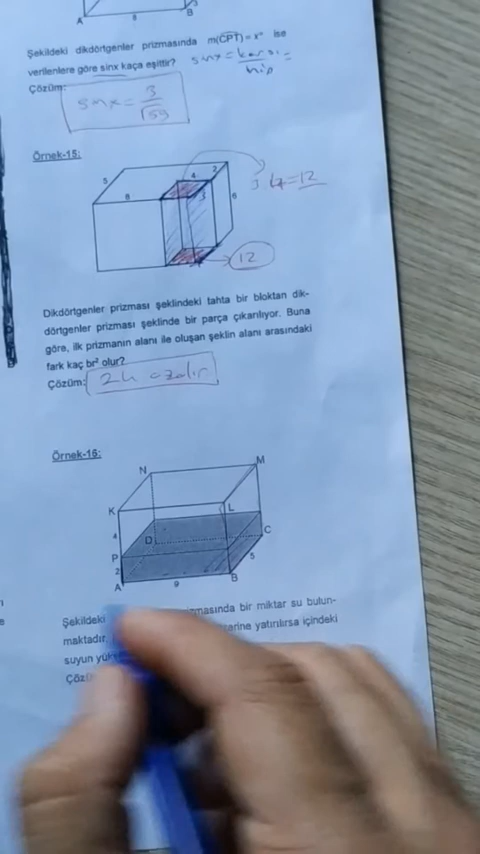 A
8
B
Şekildeki dikdörtgenler prizmasında m(CPT)=x° ise
verilenlere göre sinx kaça eşittir? sinx = karşı =
hip
Çözüm:
sinx = 3
√59
Örnek-15:
5
8
4
2
3
6
3.4=12
12
Dikdörtgenler prizması şeklindeki tahta bir bloktan dik-
dörtgenler prizması şeklinde bir parça çıkarılıyor. Buna
göre, ilk prizmanın alanı ile oluşan şeklin alanı arasındaki
fark kaç br² olur?
Çözüm: 24 azalır
Örnek-16:
N
M
K
L
4
D
C
P
2
5
A
9
B
Şekildeki bir miktar su bulun-
maktadır. yatırılırsa içindeki
suyun